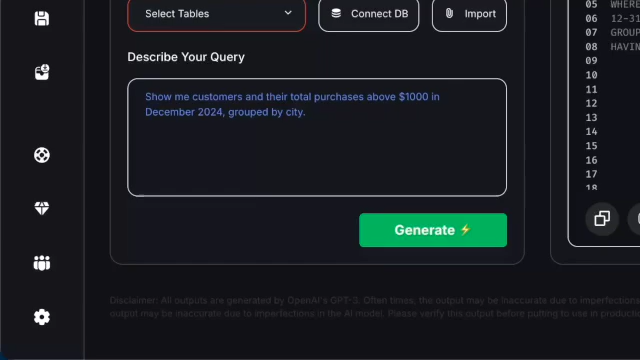 Select Tables
Connect DB
Import
Describe Your Query
Show me customers and their total purchases above $1000 in
December 2024, grouped by city.
Generate
Disclaimer: All outputs are generated by OpenAI's GPT-3. Often times, the output may be inaccurate due to imperfections
output may be inaccurate due to imperfections in the AI model. Please verify this output before putting to use in productio
05 WHERE
06 12-31
07 GROUP
08 HAVIN
09
10
11
12
13
14
15
16
17
18